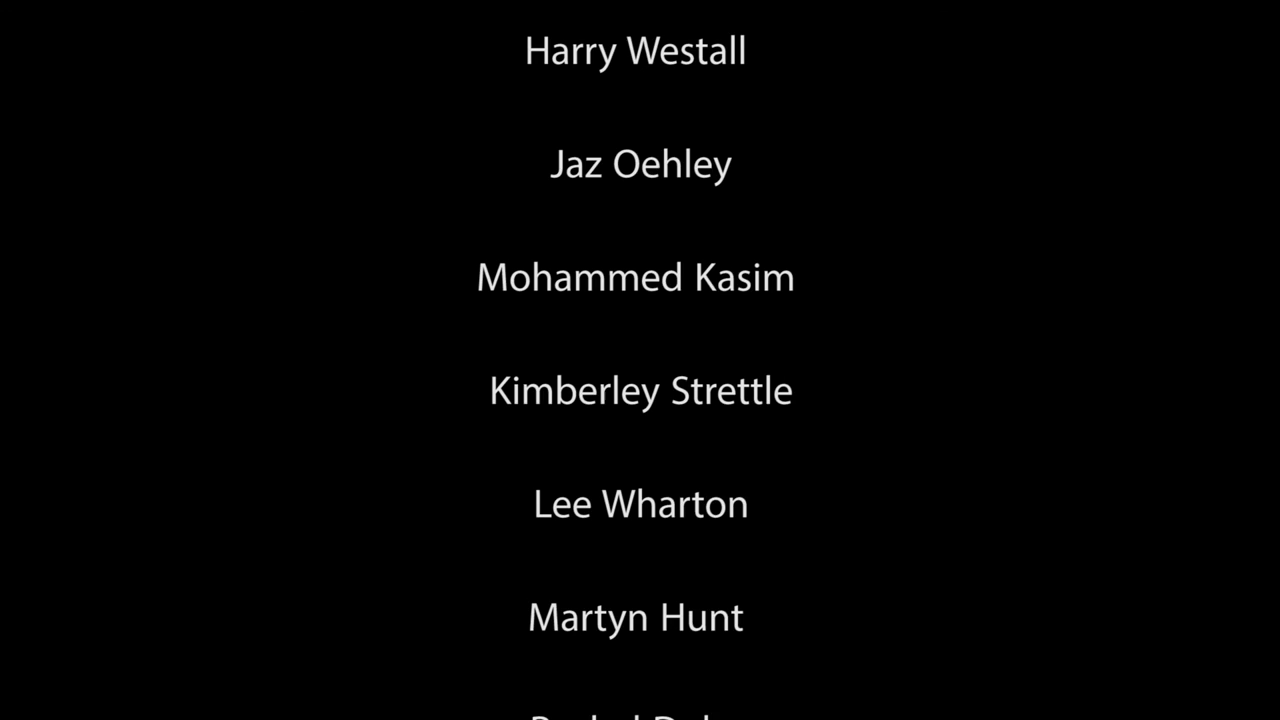 Harry Westall
Jaz Oehley
Mohammed Kasim
Kimberley Strettle
Lee Wharton
Martyn Hunt